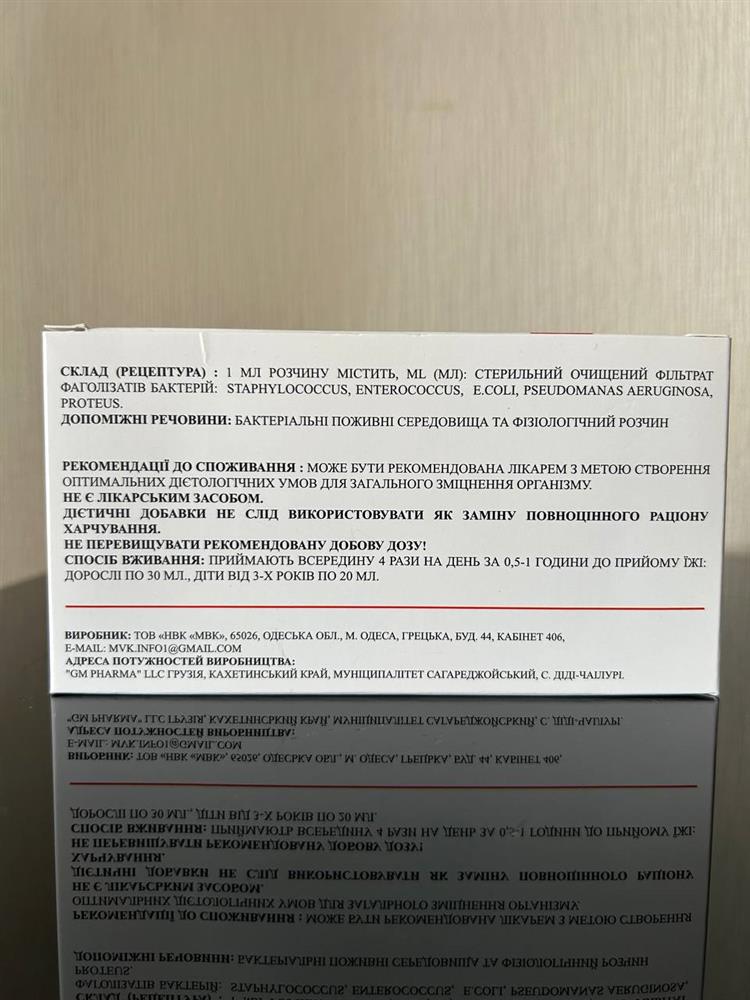 СКЛАД (РЕЦЕПТУРА) : 1 МЛ РОЗЧИНУ МІСТИТЬ, ML (МЛ): СТЕРИЛЬНИЙ ОЧИЩЕНИЙ ФІЛЬТРАТ
ФАГОЛІЗАТІВ БАКТЕРІЙ: STAPHYLOCOCCUS, ENTEROCOCCUS, E.COLI, PSEUDOMANAS AERUGINOSA,
PROTEUS.
ДОПОМІЖНІ РЕЧОВИНИ: БАКТЕРІАЛЬНІ ПОЖИВНІ СЕРЕДОВИЩА ТА ФІЗІОЛОГІЧНИЙ РОЗЧИН
РЕКОМЕНДАЦІЇ ДО СПОЖИВАННЯ : МОЖЕ БУТИ РЕКОМЕНДОВАНА ЛІКАРЕМ З МЕТОЮ СТВОРЕННЯ
ОПТИМАЛЬНИХ ДІЄТОЛОГІЧНИХ УМОВ ДЛЯ ЗАГАЛЬНОГО ЗМІЦНЕННЯ ОРГАНІЗМУ.
НЕ Є ЛІКАРСЬКИМ ЗАСОБОМ.
ДІЄТИЧНІ ДОБАВКИ НЕ СЛІД ВИКОРИСТОВУВАТИ ЯК ЗАМІНУ ПОВНОЦІННОГО РАЦІОНУ
ХАРЧУВАННЯ.
НЕ ПЕРЕВИЩУВАТИ РЕКОМЕНДОВАНУ ДОБОВУ ДОЗУ!
СПОСІБ ВЖИВАННЯ: ПРИЙМАЮТЬ ВСЕРЕДИНУ 4 РАЗИ НА ДЕНЬ ЗА 0,5-1 ГОДИНИ ДО ПРИЙОМУ ЇЖІ:
ДОРОСЛІ ПО 30 МЛ., ДІТИ ВІД 3-Х РОКІВ ПО 20 МЛ.
ВИРОБНИК: ТОВ «НВК «МВК», 65026, ОДЕСЬКА ОБЛ., М. ОДЕСА, ГРЕЦЬКА, БУД. 44, КАБІНЕТ 406,
E-MAIL: MVK.INFO1@GMAIL.COM
АДРЕСА ПОТУЖНОСТЕЙ ВИРОБНИЦТВА:
"GM PHARMA" LLC ГРУЗІЯ, КАХЕТИНСЬКИЙ КРАЙ, МУНІЦИПАЛІТЕТ САГАРЕДЖОЙСЬКИЙ, С. ДІДІ-ЧАІЛУРІ.